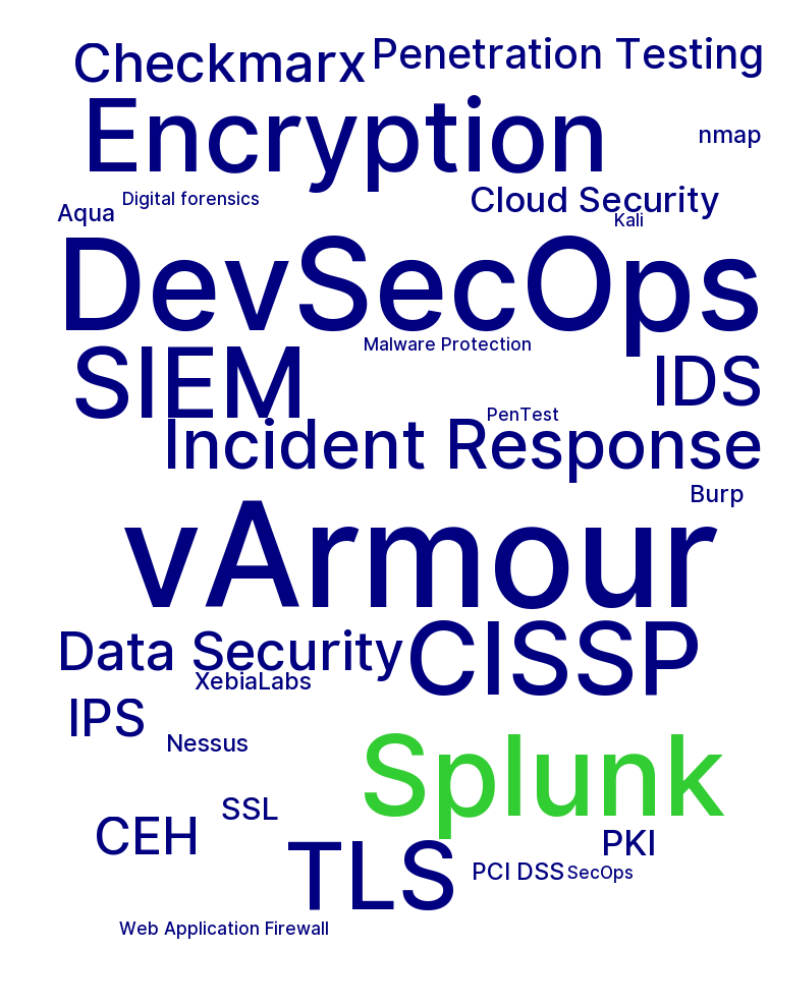 Checkmarx
Penetration Testing
Encryption
nmap
Digital forensics
Cloud Security
Aqua
Kali
DevSecOps
Malware Protection
SIEM
IDS
PenTest
Incident Response
Burp
vArmour
Data Security
CISSP
XebiaLabs
IPS
Nessus
Splunk
SSL
CEH
PKI
TLS
PCI DSS
SecOps
Web Application Firewall